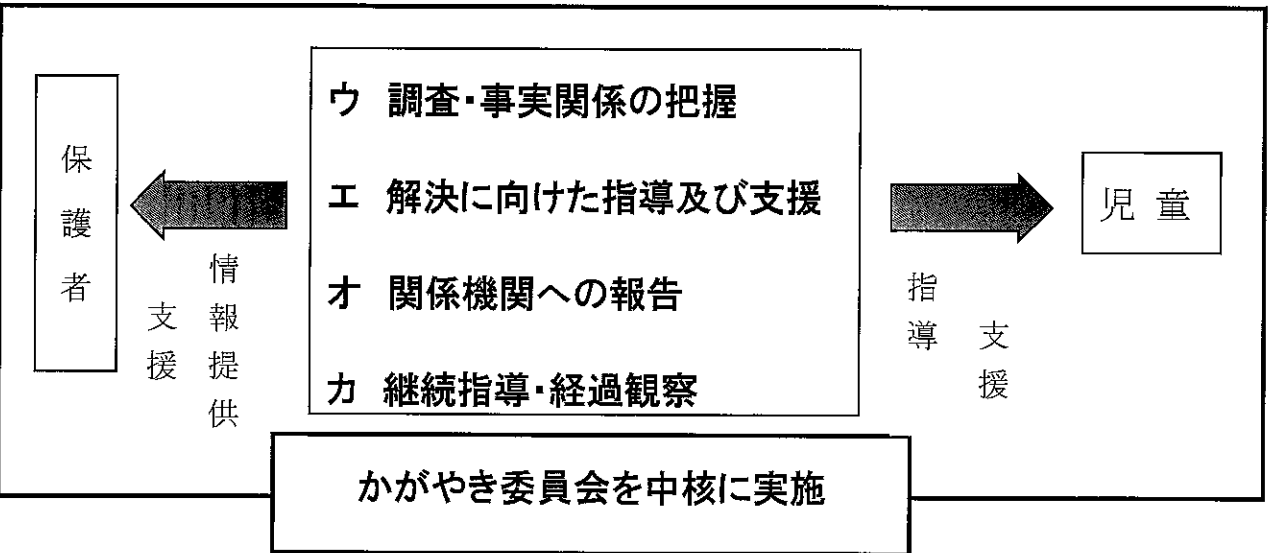 保護者
情報提供
支援
ウ 調査・事実関係の把握
エ 解決に向けた指導及び支援
オ 関係機関への報告
カ 継続指導・経過観察
指導
支援
児童
かがやき委員会を中核に実施